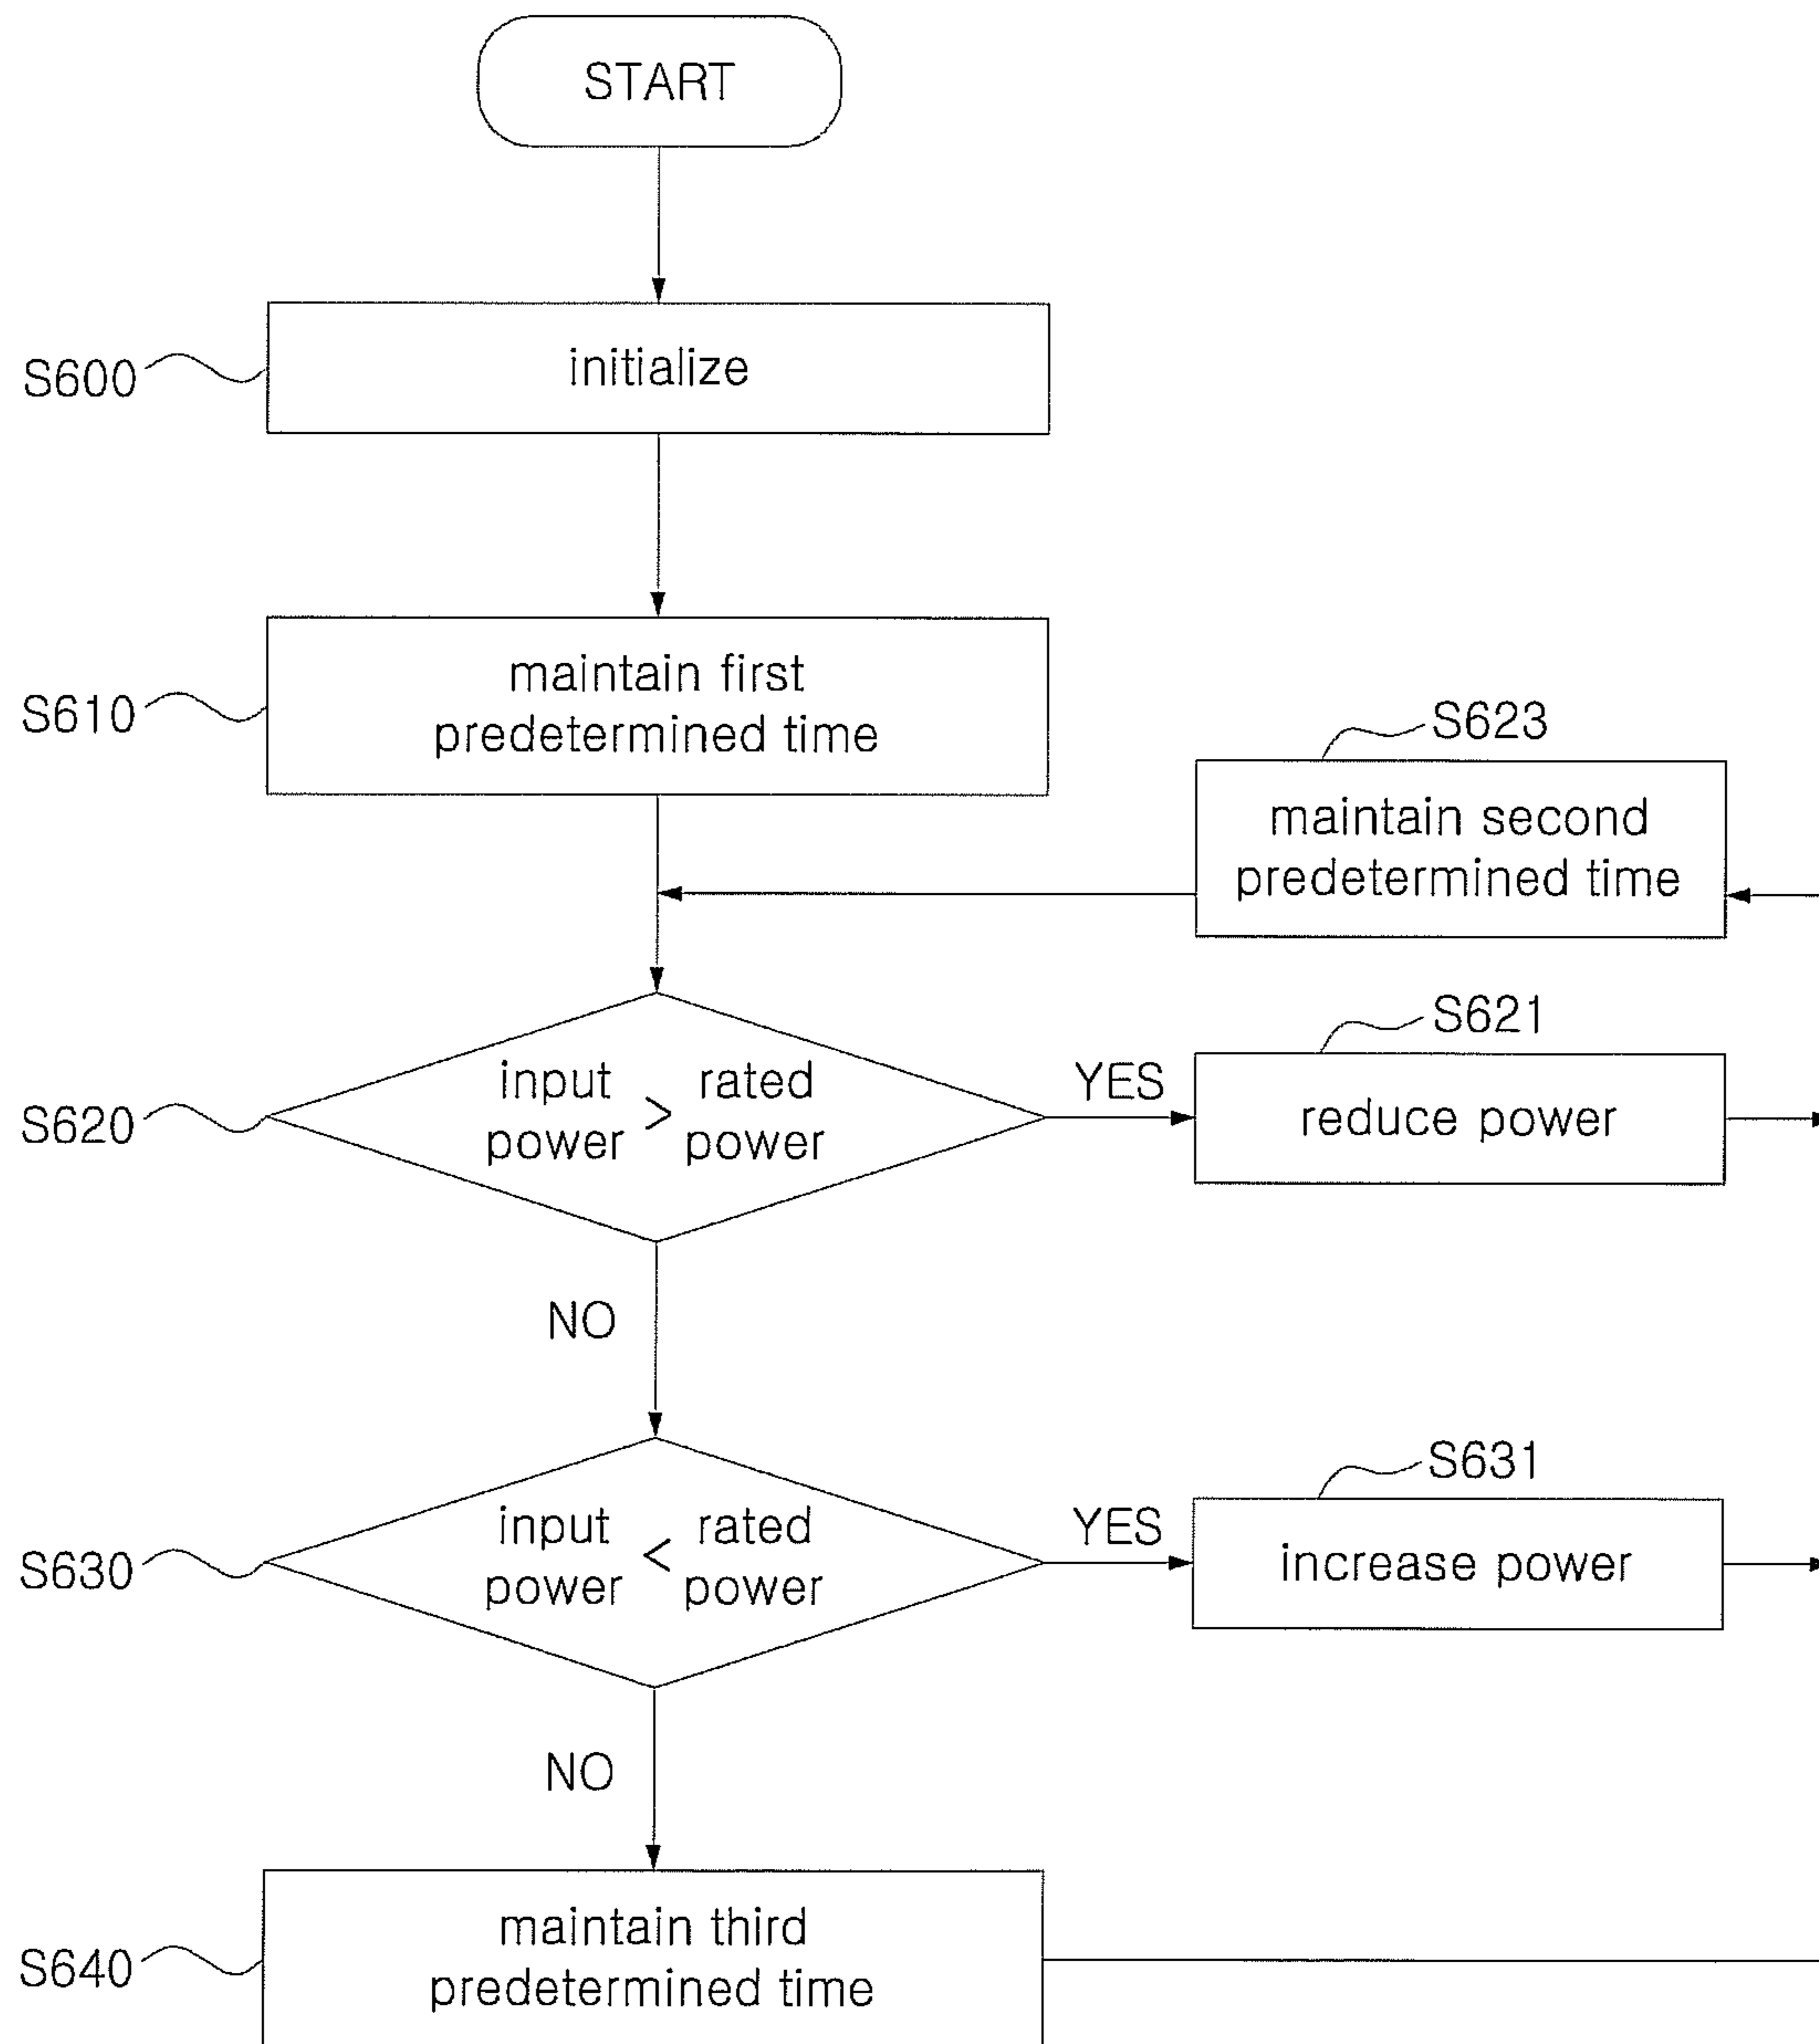 START
S600
initialize
S610
maintain first
predetermined time
S623
maintain second
predetermined time
S620
input > rated
power power
YES
S621
reduce power
NO
S630
input < rated
power power
YES
S631
increase power
NO
S640
maintain third
predetermined time